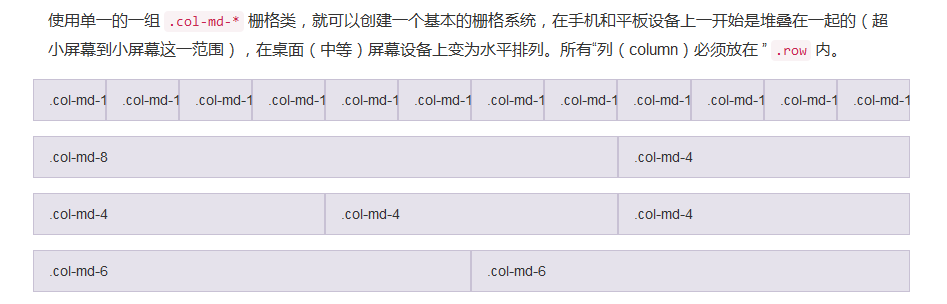 使用单一的一组 .col-md-* 栅格类，就可以创建一个基本的栅格系统，在手机和平板设备上一开始是堆叠在一起的（超
小屏幕到小屏幕这一范围），在桌面（中等）屏幕设备上变为水平排列。所有“列（column）必须放在 ” .row 内。
.col-md-1 .col-md-1 .col-md-1 .col-md-1 .col-md-1 .col-md-1 .col-md-1 .col-md-1 .col-md-1 .col-md-1 .col-md-1 .col-md-1
.col-md-8 .col-md-4
.col-md-4 .col-md-4 .col-md-4
.col-md-6 .col-md-6